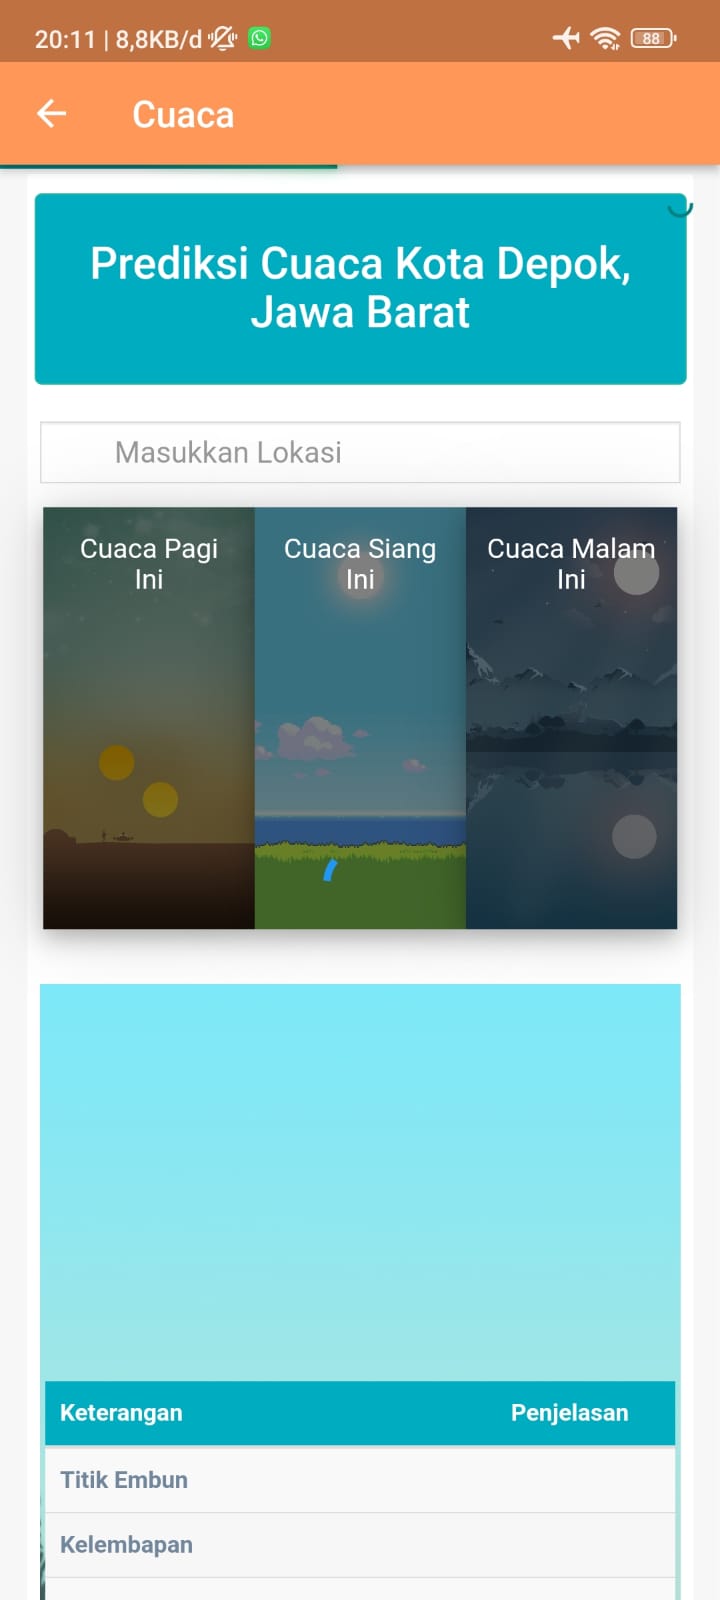 20:11 | 8,8KB/d
88
Cuaca
Prediksi Cuaca Kota Depok,
Jawa Barat
Masukkan Lokasi
Cuaca Pagi
Ini
Cuaca Siang
Ini
Cuaca Malam
Ini
Keterangan Penjelasan
Titik Embun
Kelembapan